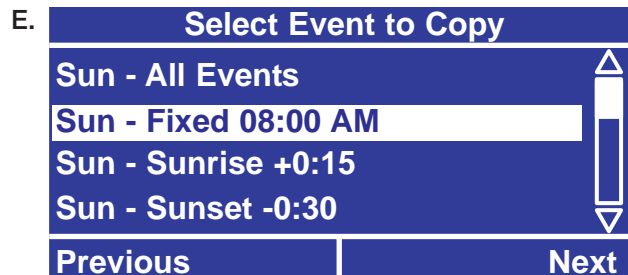 E.
Select Event to Copy
Sun - All Events
Sun - Fixed 08:00 AM
Sun - Sunrise +0:15
Sun - Sunset -0:30
Previous Next